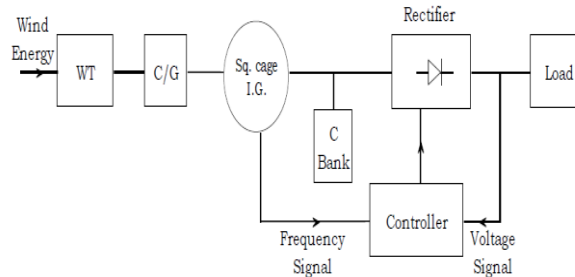 Wind
Energy
WT
C/G
Sq. cage
I.G.
Rectifier
Load
C
Bank
Controller
Frequency
Signal
Voltage
Signal